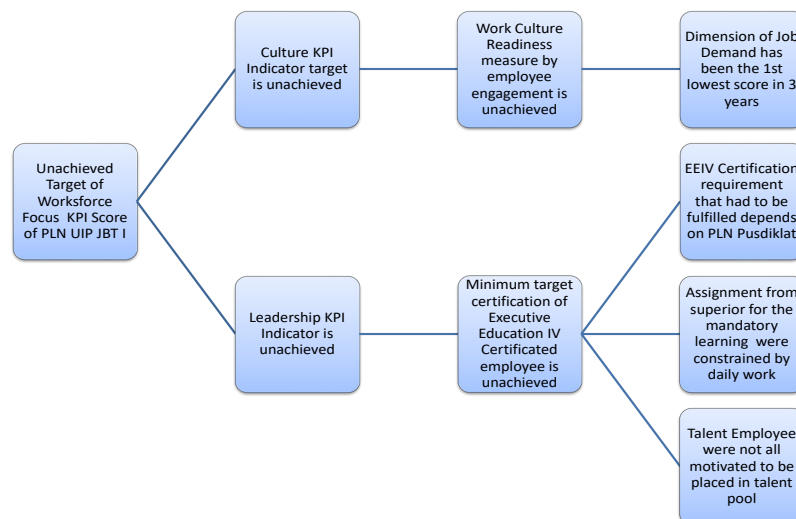 Culture KPI
Indicator target
is unachieved
Work Culture
Readiness
measure by
employee
engagement is
unachieved
Dimension of Job
Demand has
been the 1st
lowest score in 3
years
Unachieved
Target of
Worksforce
Focus  KPI Score
of PLN UIP JBT I
EEIV Certification
requirement
that had to be
fulfilled depends
on PLN Pusdiklat
Leadership KPI
Indicator is
unachieved
Minimum target
certification of
Executive
Education IV
Certificated
employee is
unachieved
Assignment from
superior for the
mandatory
learning  were
constrained by
daily work
Talent Employee
were not all
motivated to be
placed in talent
pool